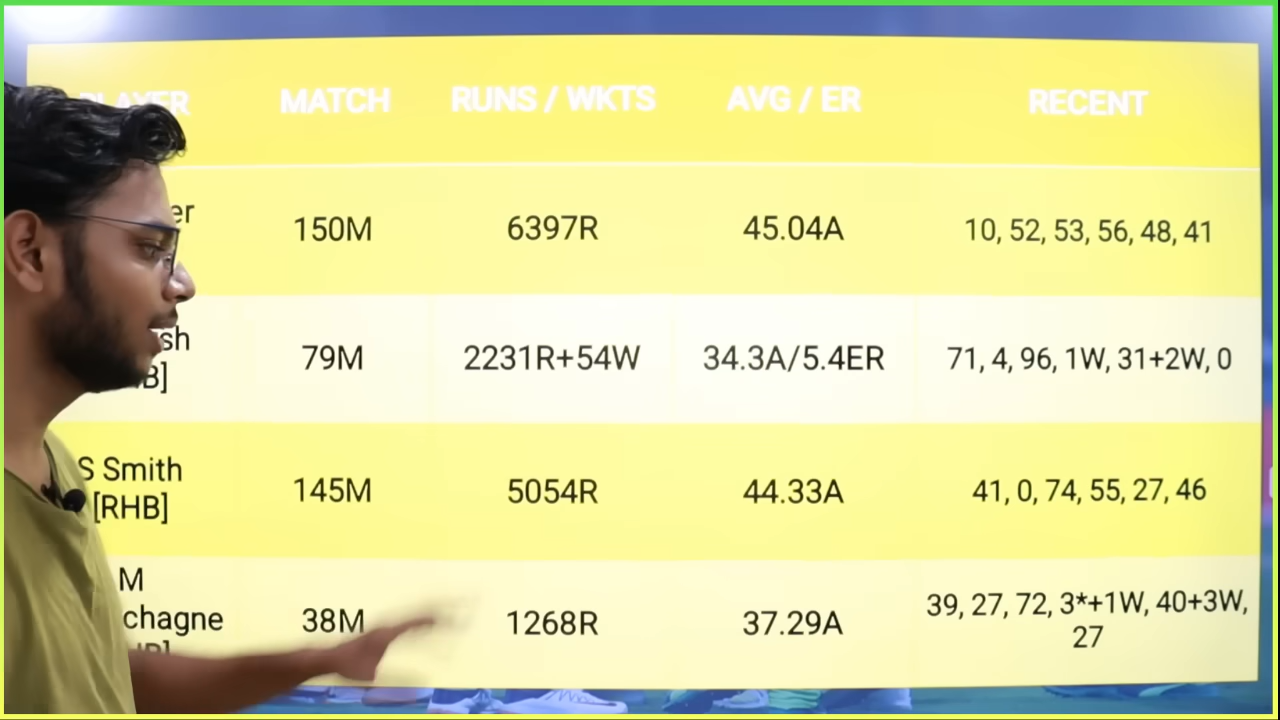 PLAYER MATCH RUNS / WKTS AVG / ER RECENT
er 150M 6397R 45.04A 10, 52, 53, 56, 48, 41
sh
79M 2231R+54W 34.3A/5.4ER 71, 4, 96, 1W, 31+2W, 0
B]
S Smith
145M 5054R 44.33A 41, 0, 74, 55, 27, 46
[RHB]
M
chagne 38M 1268R 37.29A 39, 27, 72, 3*+1W, 40+3W,
27